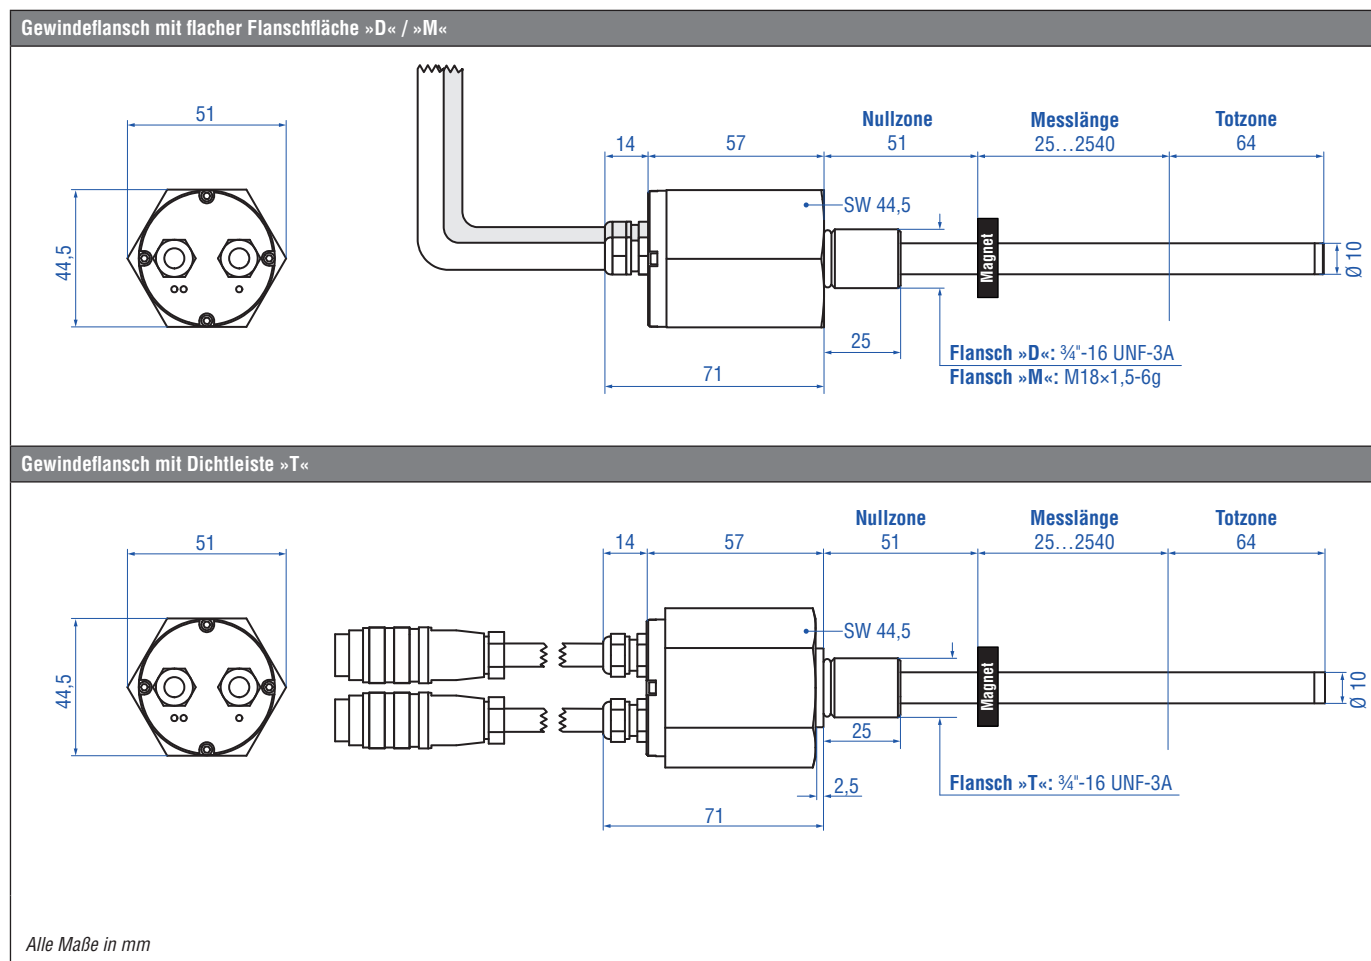 Gewindeflansch mit flacher Flanschfläche »D« / »M«
51
Nullzone
Messlänge
Totzone
14
57
51
25…2540
64
SW 44,5
44,5
Magnet
Ø 10
25
Flansch »D«: ¾"-16 UNF-3A
71
Flansch »M«: M18×1,5-6g
Gewindeflansch mit Dichtleiste »T«
Nullzone
Messlänge
Totzone
51
14
57
51
25…2540
64
SW 44,5
44,5
Magnet
Ø 10
25
2,5
Flansch »T«: ¾"-16 UNF-3A
71
Alle Maße in mm